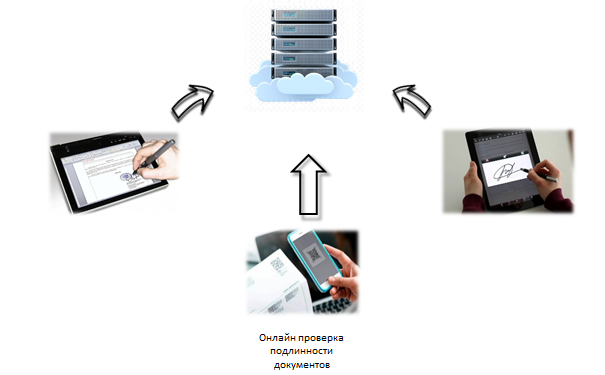 Онлайн проверка
подлинности
документов